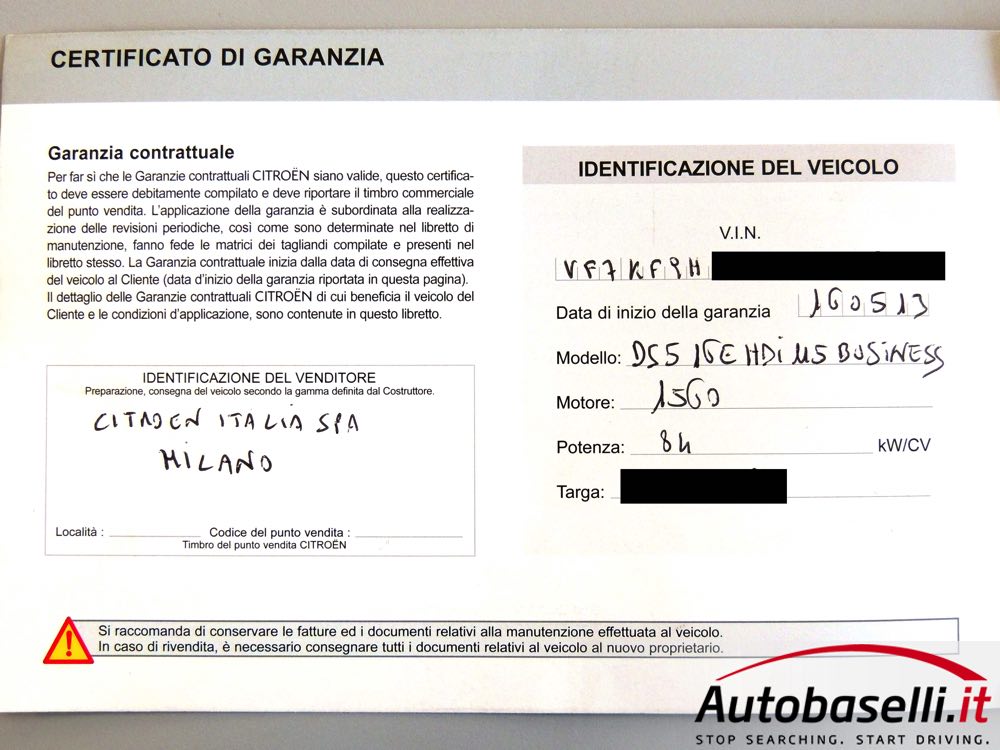 CERTIFICATO DI GARANZIA
Garanzia contrattuale
Per far sì che le Garanzie contrattuali CITROËN siano valide, questo certifica-
to deve essere debitamente compilato e deve riportare il timbro commerciale
del punto vendita. L'applicazione della garanzia è subordinata alla realizza-
zione delle revisioni periodiche, così come sono determinate nel libretto di
manutenzione, fanno fede le matrici dei tagliandi compilate e presenti nel
libretto stesso. La Garanzia contrattuale inizia dalla data di consegna effettiva
del veicolo al Cliente (data d'inizio della garanzia riportata in questa pagina).
Il dettaglio delle Garanzie contrattuali CITROËN di cui beneficia il veicolo del
Cliente e le condizioni d'applicazione, sono contenute in questo libretto.
IDENTIFICAZIONE DEL VENDITORE
Preparazione, consegna del veicolo secondo la gamma definita dal Costruttore.
CITROEN ITALIA SPA
MILANO
Località : Codice del punto vendita :
Timbro del punto vendita CITROËN
IDENTIFICAZIONE DEL VEICOLO
V.I.N.
VF7KF9H
Data di inizio della garanzia 160513
Modello: DS5 16E HDi 115 BUSINESS
Motore: 1560
Potenza: 84 kW/CV
Targa:
Si raccomanda di conservare le fatture ed i documenti relativi alla manutenzione effettuata al veicolo.
In caso di rivendita, è necessario consegnare tutti i documenti relativi al veicolo al nuovo proprietario.
Autobaselli.it
STOP SEARCHING. START DRIVING.